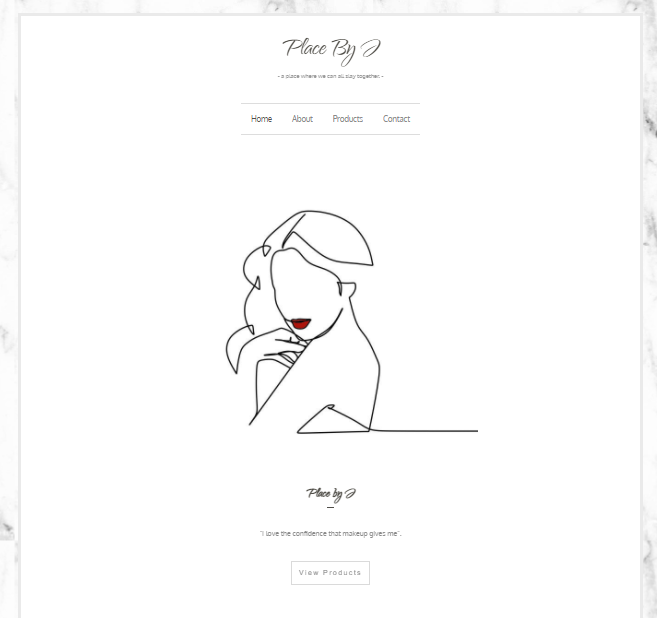 Place By J
- a place where we can all slay together. -
Home About Products Contact
Place by J
"I love the confidence that makeup gives me".
View Products